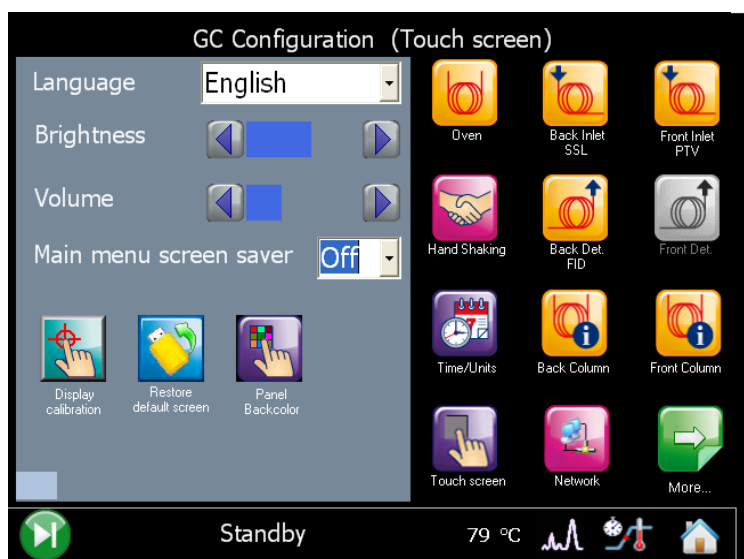 GC Configuration (Touch screen)
Language
English
Brightness
Volume
Main menu screen saver
Off
Display
calibration
Restore
default screen
Panel
Backcolor
Oven
Back Inlet
SSL
Front Inlet
PTV
Hand Shaking
Back Det.
FID
Front Det.
7
Time/Units
Back Column
Front Column
Touch screen
Network
More...
Standby
79 °C